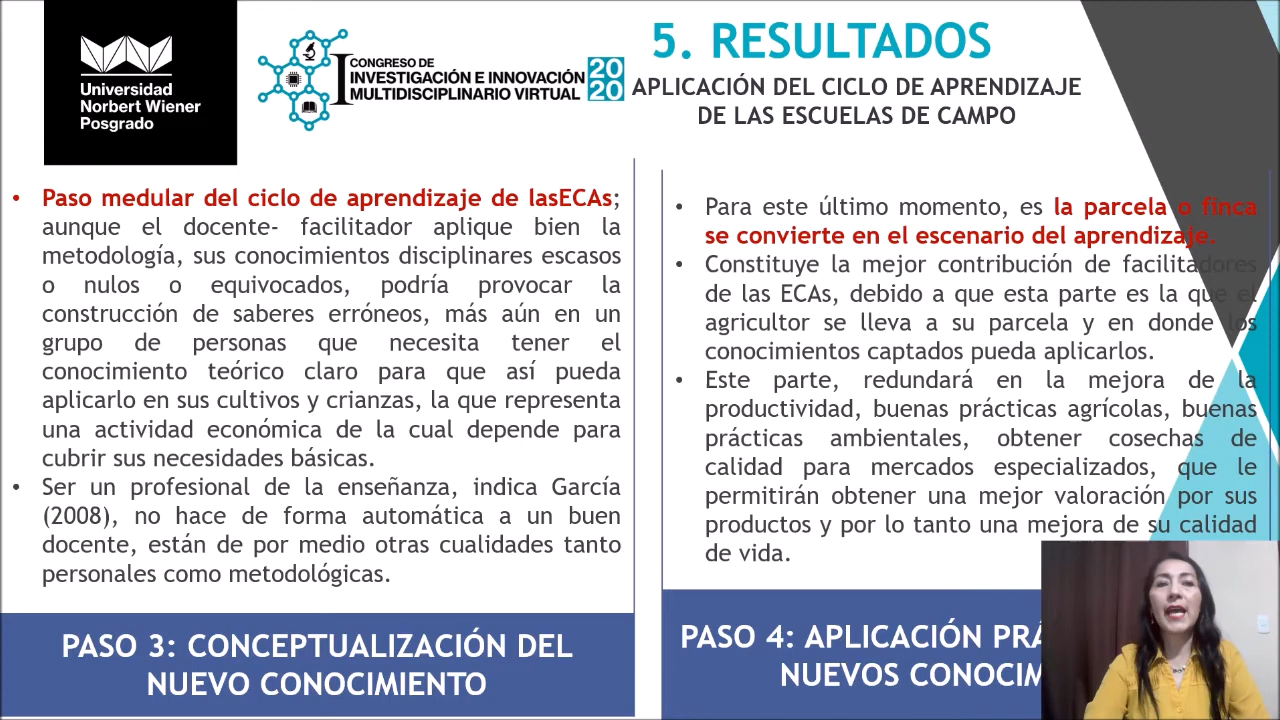 Universidad
Norbert Wiener
Posgrado
I CONGRESO DE
INVESTIGACIÓN E INNOVACIÓN
MULTIDISCIPLINARIO VIRTUAL
20
20
5. RESULTADOS
APLICACIÓN DEL CICLO DE APRENDIZAJE
DE LAS ESCUELAS DE CAMPO
• Paso medular del ciclo de aprendizaje de lasECAs;
aunque el docente- facilitador aplique bien la
metodología, sus conocimientos disciplinares escasos
o nulos o equivocados, podría provocar la
construcción de saberes erróneos, más aún en un
grupo de personas que necesita tener el
conocimiento teórico claro para que así pueda
aplicarlo en sus cultivos y crianzas, la que representa
una actividad económica de la cual depende para
cubrir sus necesidades básicas.
• Ser un profesional de la enseñanza, indica García
(2008), no hace de forma automática a un buen
docente, están de por medio otras cualidades tanto
personales como metodológicas.
PASO 3: CONCEPTUALIZACIÓN DEL
NUEVO CONOCIMIENTO
• Para este último momento, es la parcela o finca
se convierte en el escenario del aprendizaje.
• Constituye la mejor contribución de facilitadores
de las ECAs, debido a que esta parte es la que el
agricultor se lleva a su parcela y en donde los
conocimientos captados pueda aplicarlos.
• Este parte, redundará en la mejora de la
productividad, buenas prácticas agrícolas, buenas
prácticas ambientales, obtener cosechas de
calidad para mercados especializados, que le
permitirán obtener una mejor valoración por sus
productos y por lo tanto una mejora de su calidad
de vida.
PASO 4: APLICACIÓN PRÁ
NUEVOS CONOCIM